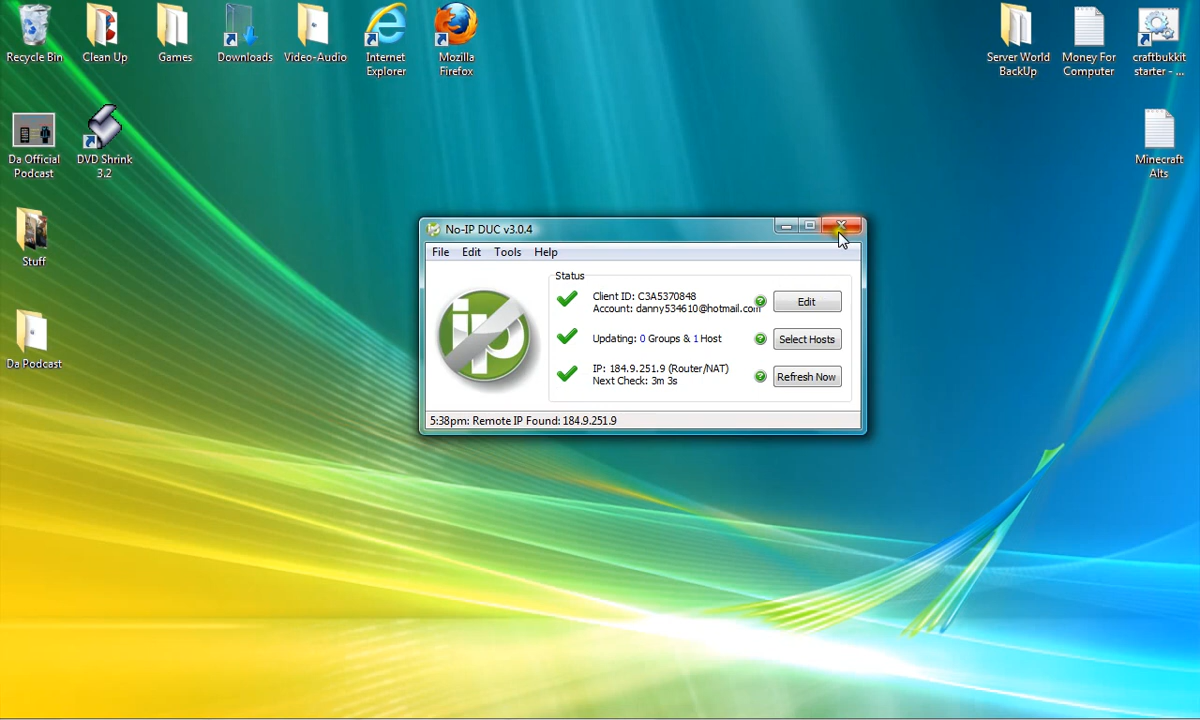 Recycle Bin
Clean Up
Games
Downloads
Video-Audio
Internet
Explorer
Mozilla
Firefox
Server World
BackUp
Money For
Computer
craftbukkit
starter - ...
Da Official
Podcast
DVD Shrink
3.2
Minecraft
Alts
Stuff
Da Podcast
No-IP DUC v3.0.4
File Edit Tools Help
ip
Status
Client ID: C3A5370848
Account: danny534610@hotmail.com
Edit
Updating: 0 Groups & 1 Host
Select Hosts
IP: 184.9.251.9 (Router/NAT)
Next Check: 3m 3s
Refresh Now
5:38pm: Remote IP Found: 184.9.251.9